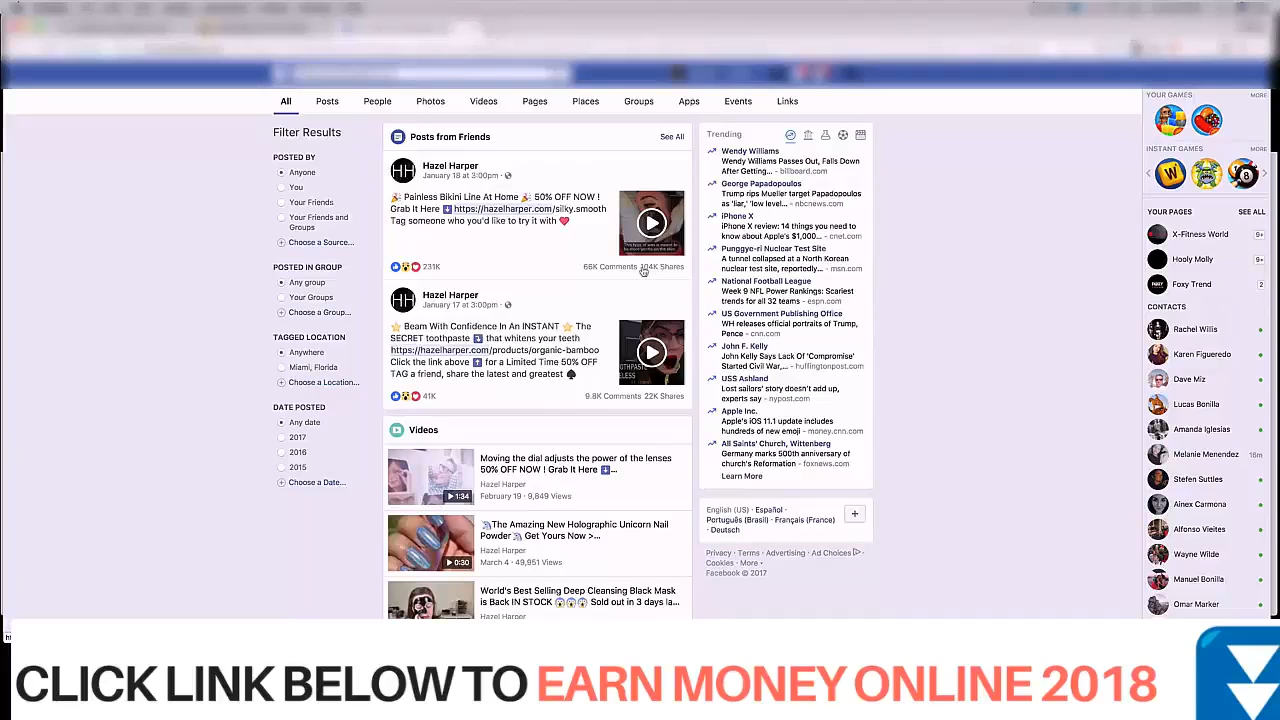 All Posts People Photos Videos Pages Places Groups Apps Events Links
Filter Results
POSTED BY
Anyone
You
Your Friends
Your Friends and
Groups
Choose a Source...
POSTED IN GROUP
Any group
Your Groups
Choose a Group...
TAGGED LOCATION
Anywhere
Miami, Florida
Choose a Location...
DATE POSTED
Any date
2017
2016
2015
Choose a Date...
Posts from Friends See All
HH Hazel Harper
January 18 at 3:00pm ·
🎉 Painless Bikini Line At Home 🎉 50% OFF NOW !
Grab It Here ⬇ https://hazelharper.com/silky.smooth
Tag someone who you'd like to try it with ❤
231K 66K Comments 104K Shares
HH Hazel Harper
January 17 at 3:00pm ·
⭐ Beam With Confidence In An INSTANT ⭐ The
SECRET toothpaste ⬇ that whitens your teeth
https://hazelharper.com/products/organic-bamboo
Click the link above ⬆ for a Limited Time 50% OFF
TAG a friend, share the latest and greatest ♠
41K 9.8K Comments 22K Shares
Videos
Moving the dial adjusts the power of the lenses
50% OFF NOW ! Grab It Here ⬇...
Hazel Harper
February 19 · 9,849 Views
1:34
🦄The Amazing New Holographic Unicorn Nail
Powder🦄 Get Yours Now >...
Hazel Harper
March 4 · 49,951 Views
0:30
World's Best Selling Deep Cleansing Black Mask
is Back IN STOCK 😱😱😱 Sold out in 3 days !a...
Hazel Harper
Trending
Wendy Williams
Wendy Williams Passes Out, Falls Down
After Getting... - billboard.com
George Papadopoulos
Trump rips Mueller target Papadopoulos
as 'liar,' 'low level... - nbcnews.com
iPhone X
iPhone X review: 14 things you need to
know about Apple's $1,000... - cnet.com
Punggye-ri Nuclear Test Site
A tunnel collapsed at a North Korean
nuclear test site, reportedly... - msn.com
National Football League
Week 9 NFL Power Rankings: Scariest
trends for all 32 teams - espn.com
US Government Publishing Office
WH releases official portraits of Trump,
Pence - cnn.com
John F. Kelly
John Kelly Says Lack Of 'Compromise'
Started Civil War,... - huffingtonpost.com
USS Ashland
Lost sailors' story doesn't add up,
experts say - nypost.com
Apple Inc.
Apple's iOS 11.1 update includes
hundreds of new emoji - money.cnn.com
All Saints' Church, Wittenberg
Germany marks 500th anniversary of
church's Reformation - foxnews.com
Learn More
English (US) · Español ·
Português (Brasil) · Français (France)
· Deutsch
Privacy · Terms · Advertising · Ad Choices ·
Cookies · More ·
Facebook © 2017
YOUR GAMES MORE
INSTANT GAMES MORE
YOUR PAGES SEE ALL
X-Fitness World 9+
Hooly Molly 9+
Foxy Trend 2
CONTACTS
Rachel Willis
Karen Figueredo
Dave Miz
Lucas Bonilla
Amanda Iglesias
Melanie Menendez 16m
Stefen Suttles
Ainex Carmona
Alfonso Vieites
Wayne Wilde
Manuel Bonilla
Omar Marker
CLICK LINK BELOW TO EARN MONEY ONLINE 2018